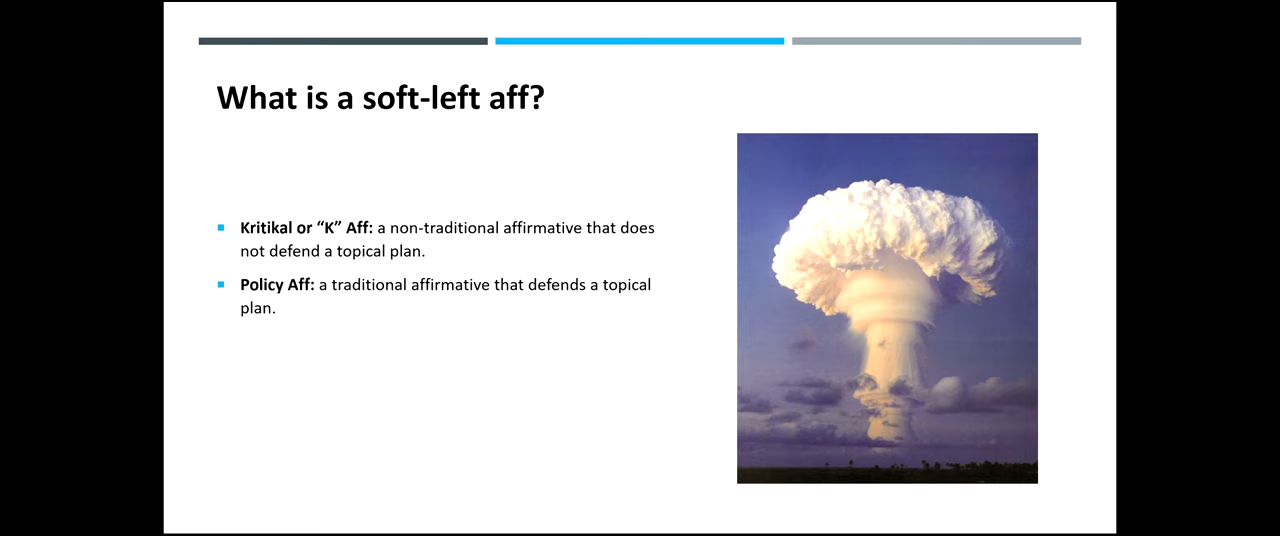 What is a soft-left aff?
Kritikal or “K” Aff: a non-traditional affirmative that does
not defend a topical plan.
Policy Aff: a traditional affirmative that defends a topical
plan.